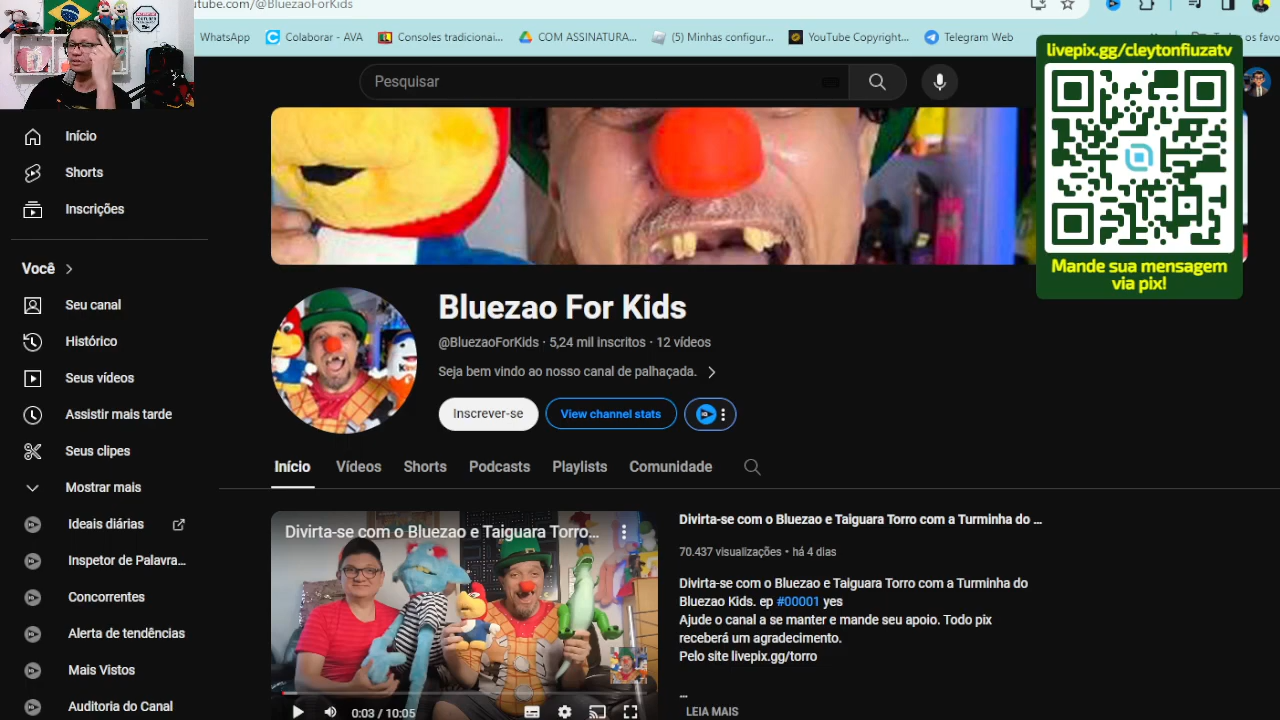 utube.com/@BluezaoForKids
WhatsApp
Colaborar - AVA
Consoles tradicionai...
COM ASSINATURA...
(5) Minhas configur...
YouTube Copyright...
Telegram Web
os favo
livepix.gg/cleytonfiuzatv
Mande sua mensagem
via pix!
Pesquisar
Início
Shorts
Inscrições
Você
Seu canal
Histórico
Seus vídeos
Assistir mais tarde
Seus clipes
Mostrar mais
Ideais diárias
Inspetor de Palavra...
Concorrentes
Alerta de tendências
Mais Vistos
Auditoria do Canal
Bluezao For Kids
@BluezaoForKids · 5,24 mil inscritos · 12 vídeos
Seja bem vindo ao nosso canal de palhaçada.
Inscrever-se
View channel stats
Início Vídeos Shorts Podcasts Playlists Comunidade
Divirta-se com o Bluezao e Taiguara Torro...
0:03 / 10:05
Divirta-se com o Bluezao e Taiguara Torro com a Turminha do ...
70.437 visualizações • há 4 dias
Divirta-se com o Bluezao e Taiguara Torro com a Turminha do
Bluezao Kids. ep #00001 yes
Ajude o canal a se manter e mande seu apoio. Todo pix
receberá um agradecimento.
Pelo site livepix.gg/torro
...
LEIA MAIS